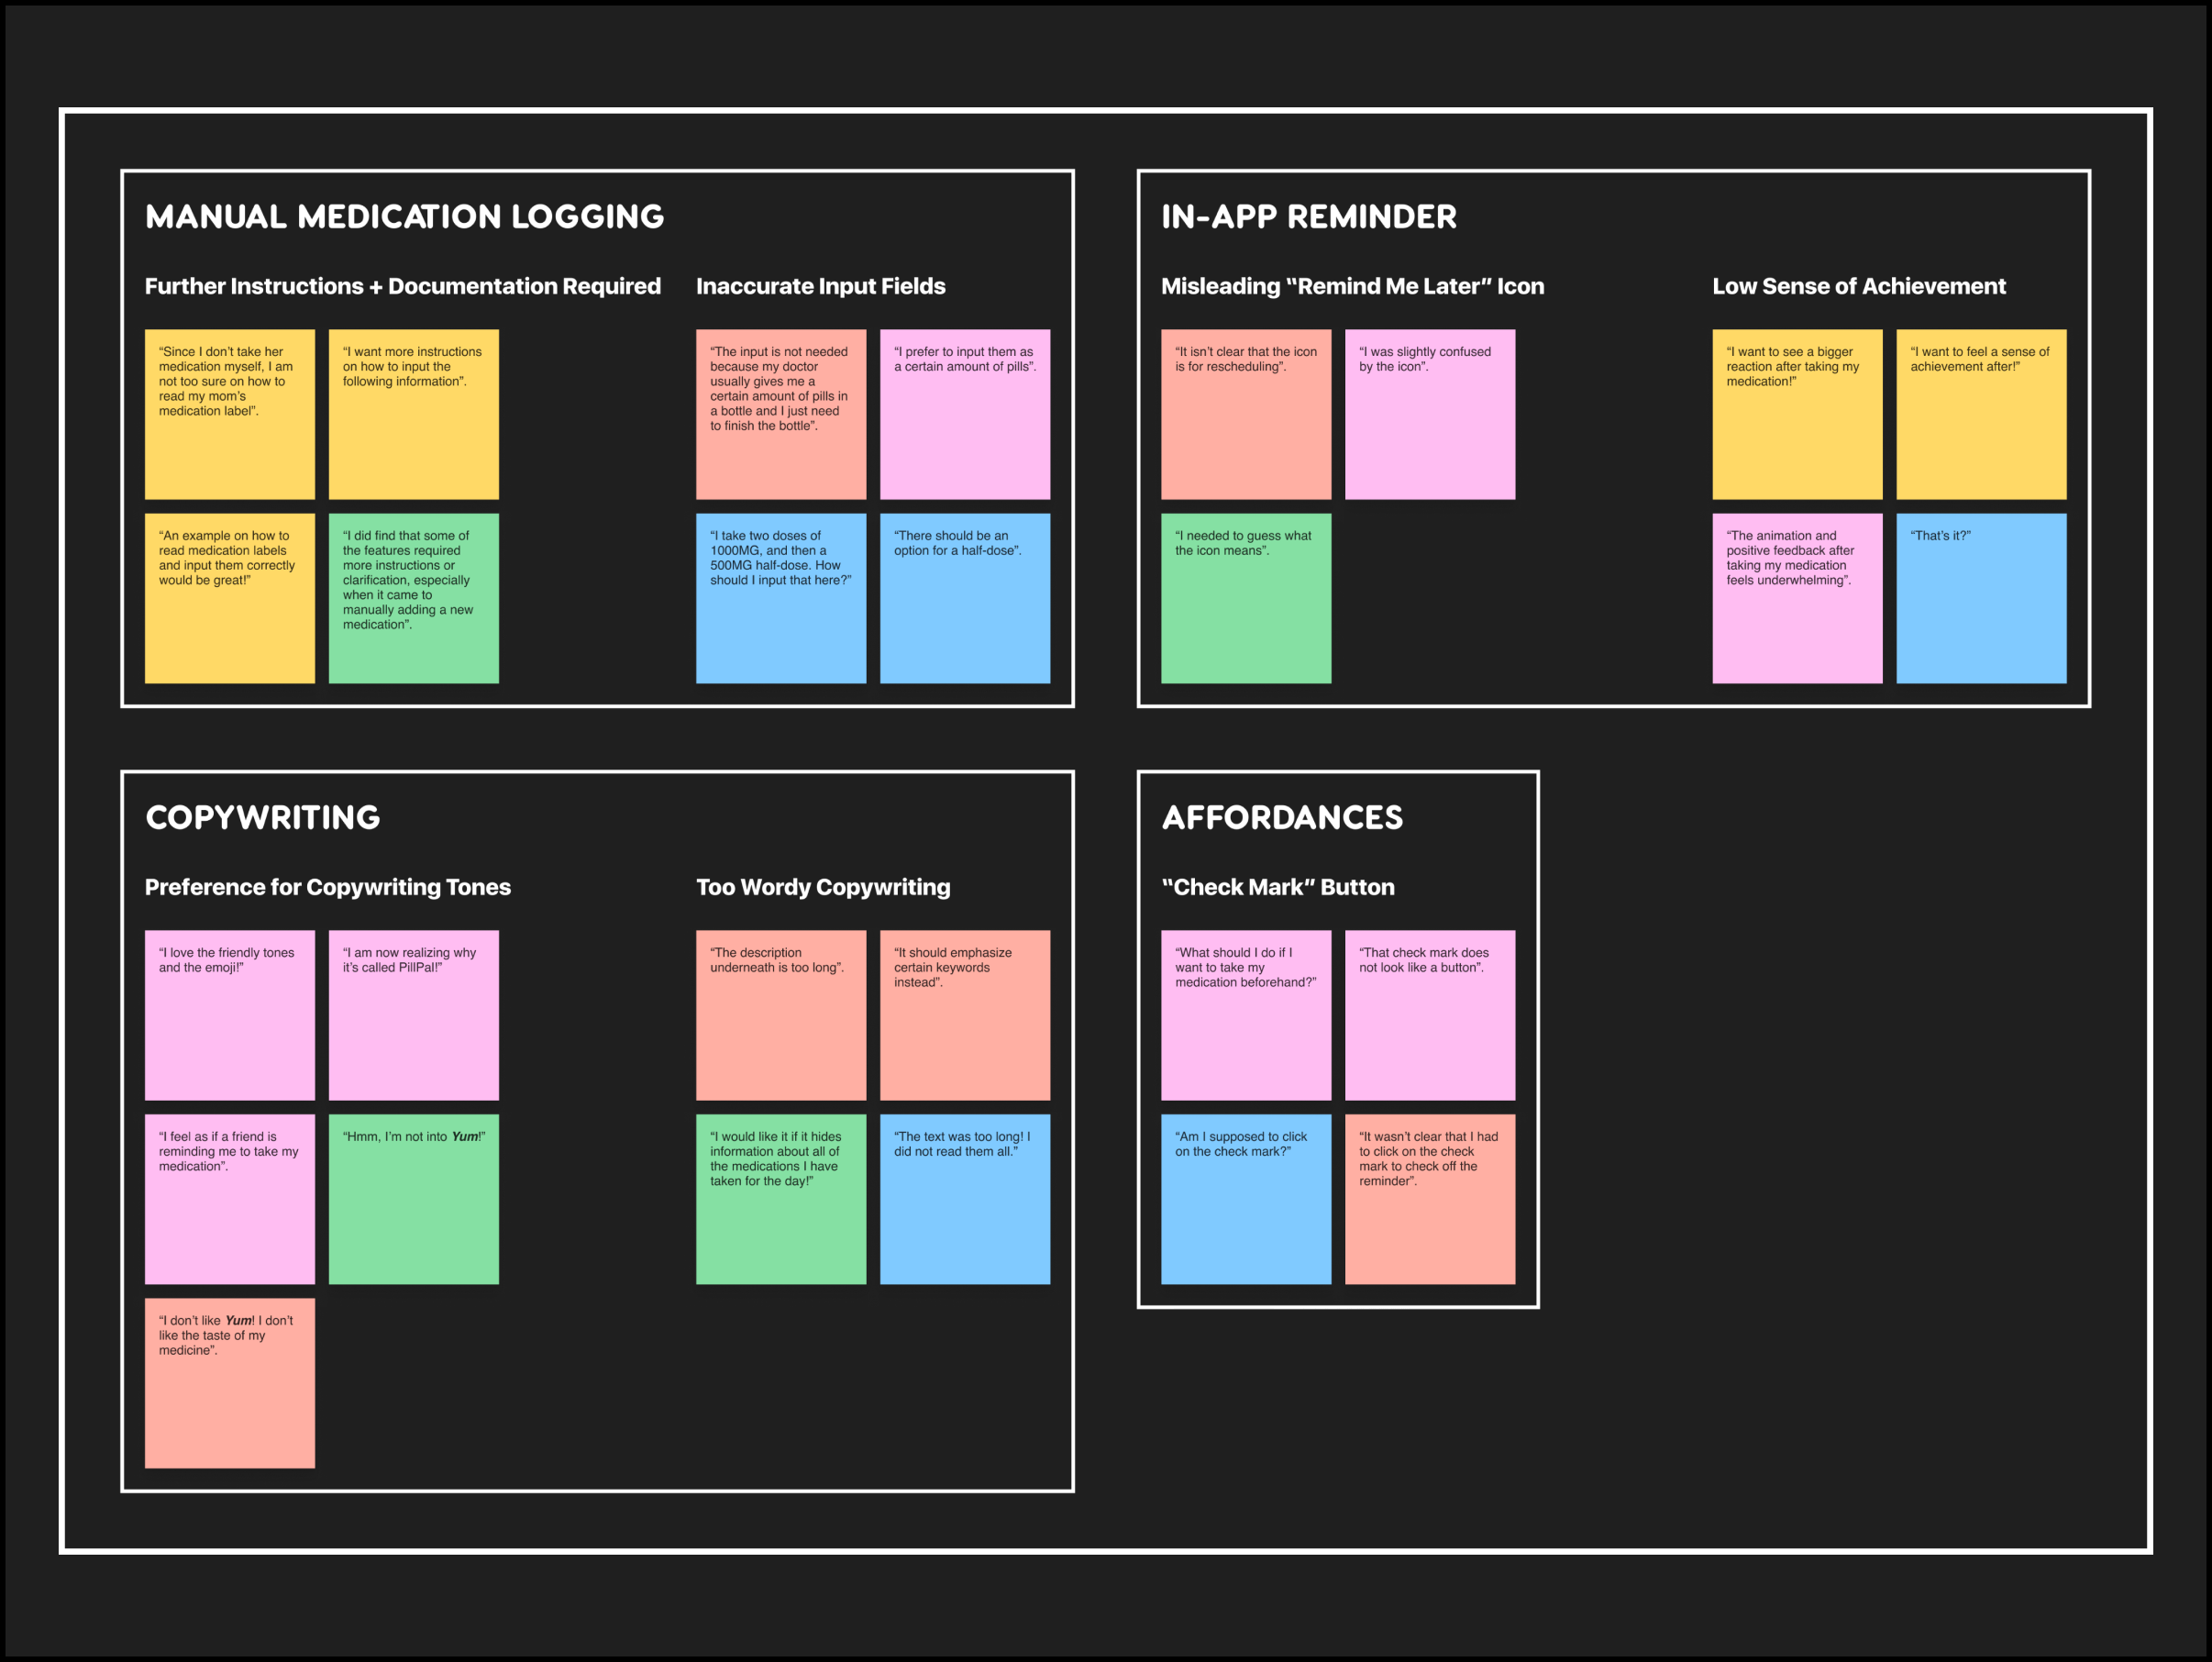 MANUAL MEDICATION LOGGING
Further Instructions + Documentation Required
“Since I don’t take her
medication myself, I am
not too sure on how to
read my mom’s
medication label”.
“I want more instructions
on how to input the
following information”.
“An example on how to
read medication labels
and input them correctly
would be great!”
“I did find that some of
the features required
more instructions or
clarification, especially
when it came to
manually adding a new
medication”.
Inaccurate Input Fields
“The input is not needed
because my doctor
usually gives me a
certain amount of pills in
a bottle and I just need
to finish the bottle”.
“I prefer to input them as
a certain amount of pills”.
“I take two doses of
1000MG, and then a
500MG half-dose. How
should I input that here?”
“There should be an
option for a half-dose”.
IN-APP REMINDER
Misleading “Remind Me Later” Icon
“It isn’t clear that the icon
is for rescheduling”.
“I was slightly confused
by the icon”.
“I needed to guess what
the icon means”.
Low Sense of Achievement
“I want to see a bigger
reaction after taking my
medication!”
“I want to feel a sense of
achievement after!”
“The animation and
positive feedback after
taking my medication
feels underwhelming”.
“That’s it?”
COPYWRITING
Preference for Copywriting Tones
“I love the friendly tones
and the emoji!”
“I am now realizing why
it’s called PillPal!”
“I feel as if a friend is
reminding me to take my
medication”.
“Hmm, I’m not into Yum!”
“I don’t like Yum! I don’t
like the taste of my
medicine”.
Too Wordy Copywriting
“The description
underneath is too long”.
“It should emphasize
certain keywords
instead”.
“I would like it if it hides
information about all of
the medications I have
taken for the day!”
“The text was too long! I
did not read them all.”
AFFORDANCES
“Check Mark” Button
“What should I do if I
want to take my
medication beforehand?”
“That check mark does
not look like a button”.
“Am I supposed to click
on the check mark?”
“It wasn’t clear that I had
to click on the check
mark to check off the
reminder”.